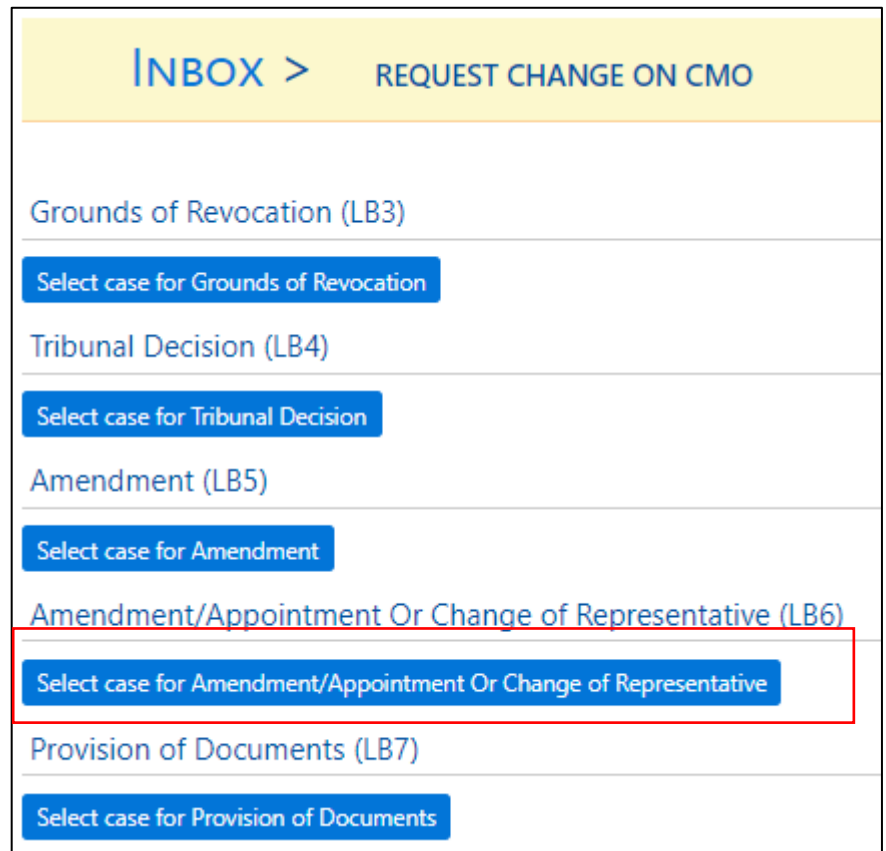 INBOX > REQUEST CHANGE ON CMO
Grounds of Revocation (LB3)
Select case for Grounds of Revocation
Tribunal Decision (LB4)
Select case for Tribunal Decision
Amendment (LB5)
Select case for Amendment
Amendment/Appointment Or Change of Representative (LB6)
Select case for Amendment/Appointment Or Change of Representative
Provision of Documents (LB7)
Select case for Provision of Documents